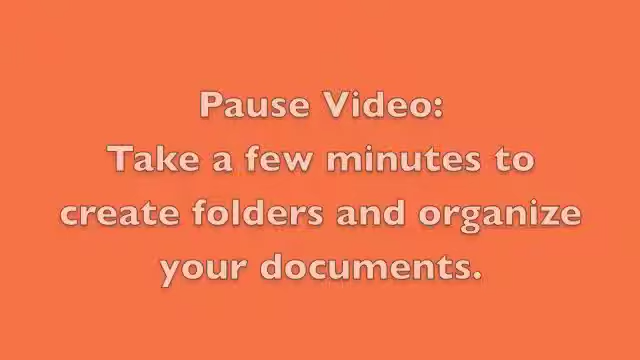 Pause Video:
Take a few minutes to
create folders and organize
your documents.